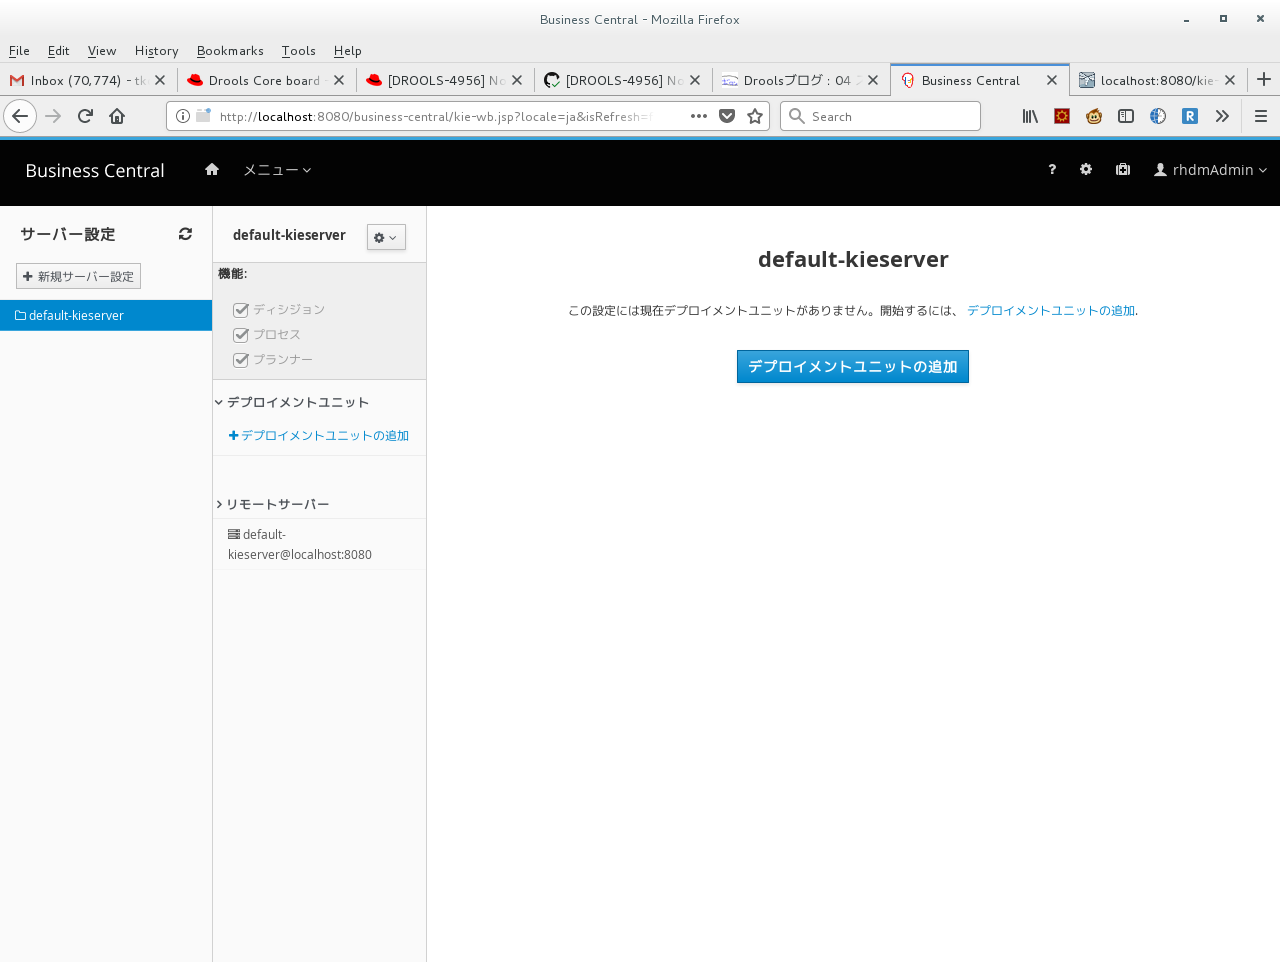 Business Central - Mozilla Firefox
File Edit View History Bookmarks Tools Help
Inbox (70,774) - tk
Drools Core board -
[DROOLS-4956] No
[DROOLS-4956] No
Droolsブログ : 04
Business Central
localhost:8080/kie-
http://localhost:8080/business-central/kie-wb.jsp?locale=ja&isRefresh=
Search
Business Central
メニュー
rhdmAdmin
サーバー設定
新規サーバー設定
default-kieserver
default-kieserver
機能:
ディシジョン
プロセス
プランナー
デプロイメントユニット
デプロイメントユニットの追加
リモートサーバー
default-
kieserver@localhost:8080
default-kieserver
この設定には現在デプロイメントユニットがありません。開始するには、 デプロイメントユニットの追加.
デプロイメントユニットの追加